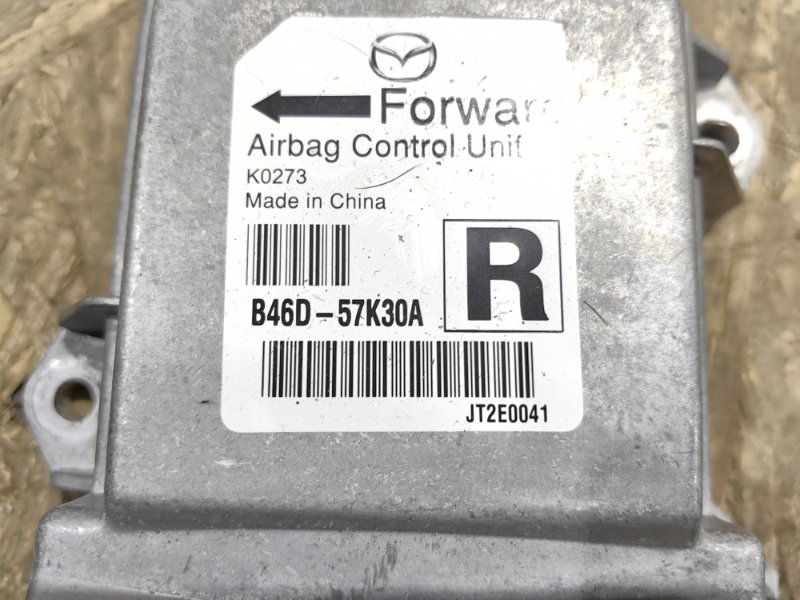 Forwar
Airbag Control Unit
K0273
Made in China
R
B46D-57K30A
JT2E0041